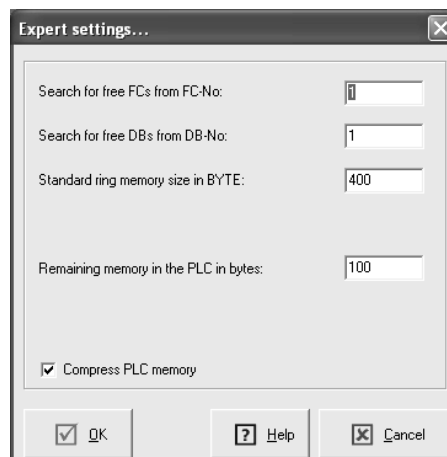 Expert settings...
Search for free FCs from FC-No: 1
Search for free DBs from DB-No: 1
Standard ring memory size in BYTE: 400
Remaining memory in the PLC in bytes: 100
Compress PLC memory
OK Help Cancel